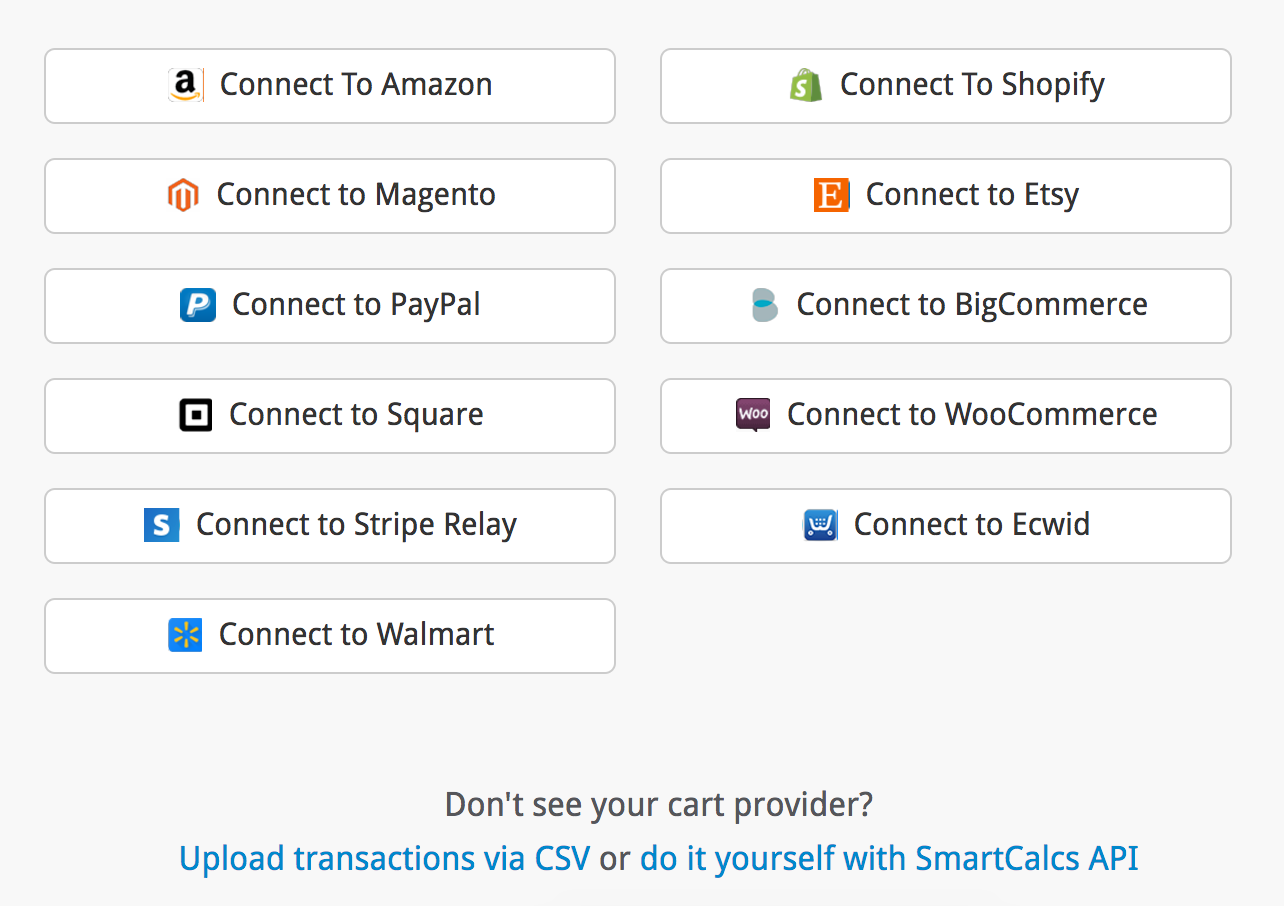 Connect To Amazon
Connect To Shopify
Connect to Magento
Connect to Etsy
Connect to PayPal
Connect to BigCommerce
Connect to Square
Woo Connect to WooCommerce
Connect to Stripe Relay
Connect to Ecwid
Connect to Walmart
Don't see your cart provider?
Upload transactions via CSV or do it yourself with SmartCalcs API